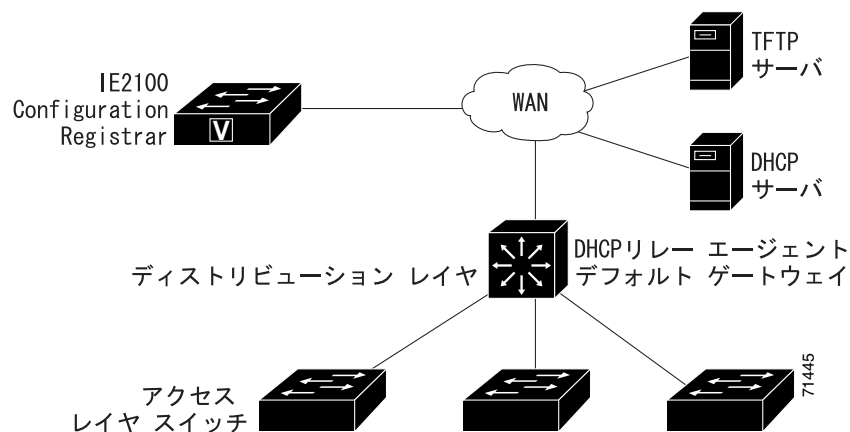 TFTP
サーバ
IE2100
Configuration
Registrar
V
WAN
DHCP
サーバ
DHCPリレー エージェント
ディストリビューション レイヤ
デフォルト ゲートウェイ
アクセス
レイヤ スイッチ
71445